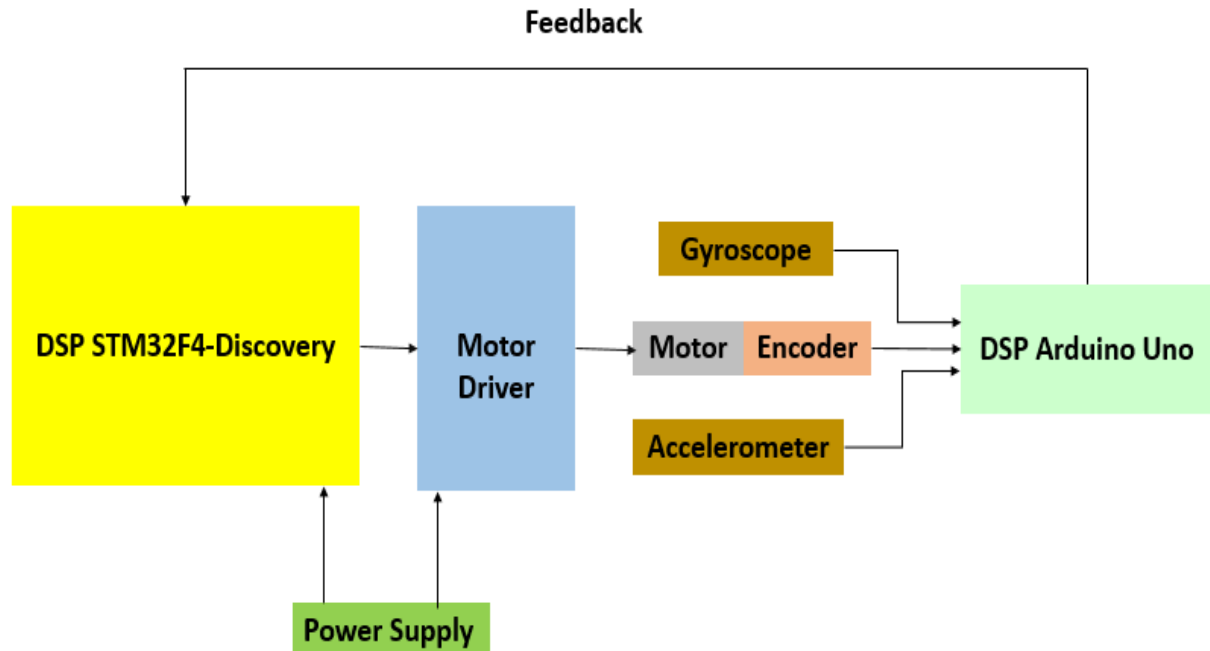 Feedback
DSP STM32F4-Discovery
Motor
Driver
Gyroscope
Motor
Encoder
Accelerometer
DSP Arduino Uno
Power Supply